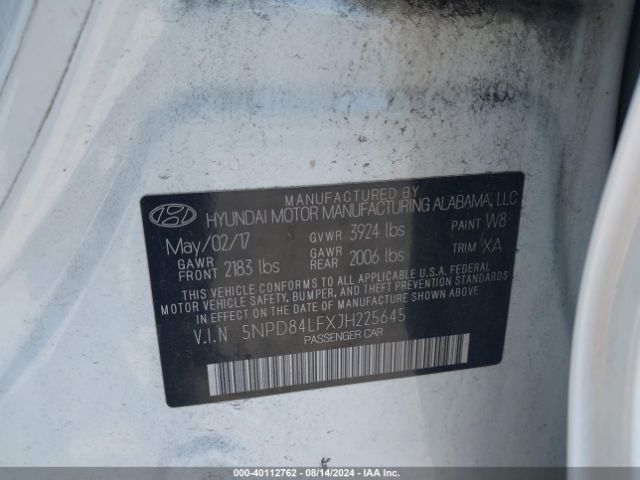 MANUFACTURED BY
HYUNDAI MOTOR MANUFACTURING ALABAMA, LLC
May/02/17 GVWR 3924 lbs PAINT W8
GAWR FRONT 2183 lbs GAWR REAR 2006 lbs TRIM XA
THIS VEHICLE CONFORMS TO ALL APPLICABLE U.S.A. FEDERAL
MOTOR VEHICLE SAFETY, BUMPER, AND THEFT PREVENTION STANDARDS
IN EFFECT ON THE DATE OF MANUFACTURE SHOWN ABOVE.
V.I.N 5NPD84LFXJH225645
PASSENGER CAR
000-40112762 - 08/14/2024 - IAA Inc.